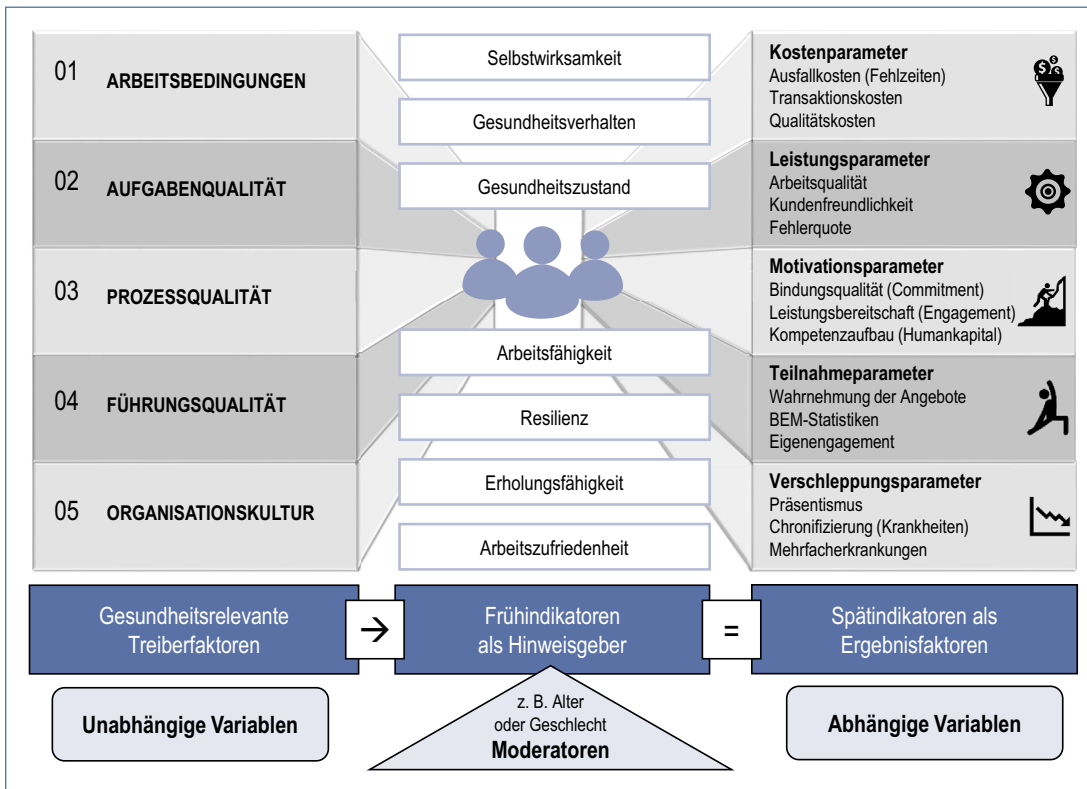 01
ARBEITSBEDINGUNGEN
02
AUFGABENQUALITÄT
03
PROZESSQUALITÄT
04
FÜHRUNGSQUALITÄT
05
ORGANISATIONSKULTUR
Selbstwirksamkeit
Gesundheitsverhalten
Gesundheitszustand
Arbeitsfähigkeit
Resilienz
Erholungsfähigkeit
Arbeitszufriedenheit
Kostenparameter
Ausfallkosten (Fehlzeiten)
Transaktionskosten
Qualitätskosten
Leistungsparameter
Arbeitsqualität
Kundenfreundlichkeit
Fehlerquote
Motivationsparameter
Bindungsqualität (Commitment)
Leistungsbereitschaft (Engagement)
Kompetenzaufbau (Humankapital)
Teilnahmeparameter
Wahrnehmung der Angebote
BEM-Statistiken
Eigenengagement
Verschleppungsparameter
Präsentismus
Chronifizierung (Krankheiten)
Mehrfacherkrankungen
Gesundheitsrelevante
Treiberfaktoren
→
Frühindikatoren
als Hinweisgeber
=
Spätindikatoren als
Ergebnisfaktoren
Unabhängige Variablen
z. B. Alter
oder Geschlecht
Moderatoren
Abhängige Variablen